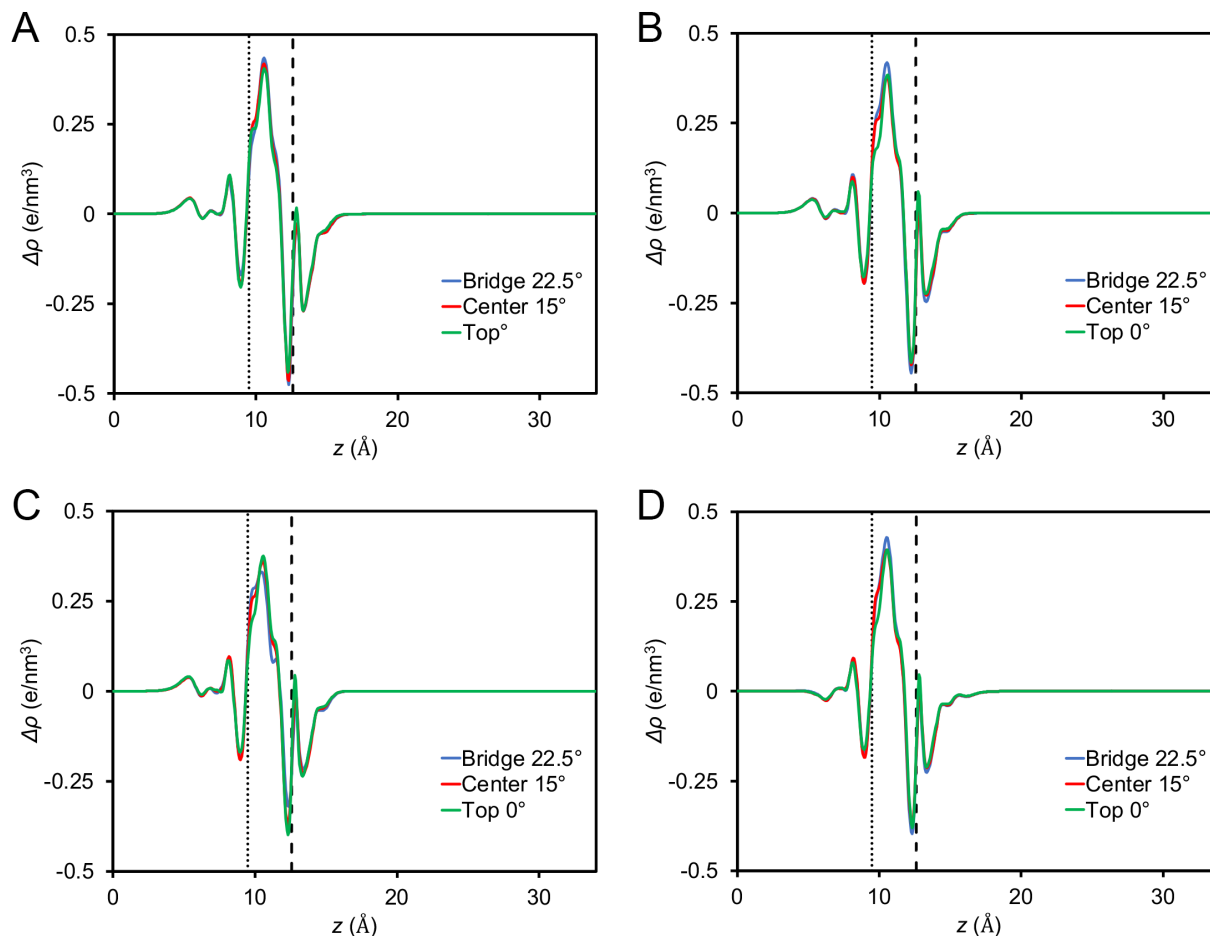 A
0.5
0.25
0
-0.25
-0.5
Δρ (e/nm³)
0 10 20 30
z (Å)
Bridge 22.5°
Center 15°
Top°
B
0.5
0.25
0
-0.25
-0.5
Δρ (e/nm³)
0 10 20 30
z (Å)
Bridge 22.5°
Center 15°
Top 0°
C
0.5
0.25
0
-0.25
-0.5
Δρ (e/nm³)
0 10 20 30
z (Å)
Bridge 22.5°
Center 15°
Top 0°
D
0.5
0.25
0
-0.25
-0.5
Δρ (e/nm³)
0 10 20 30
z (Å)
Bridge 22.5°
Center 15°
Top 0°